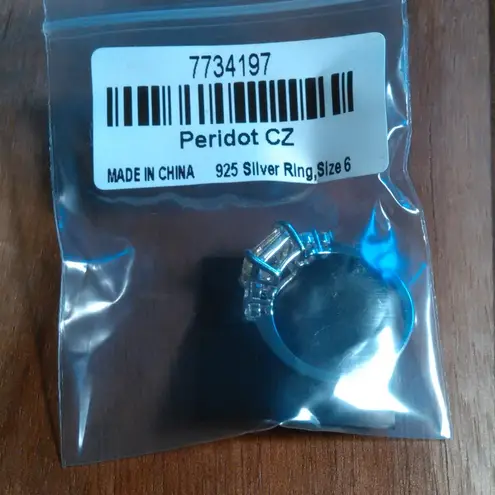 7734197
Peridot CZ
MADE IN CHINA 925 Silver Ring,Size 6